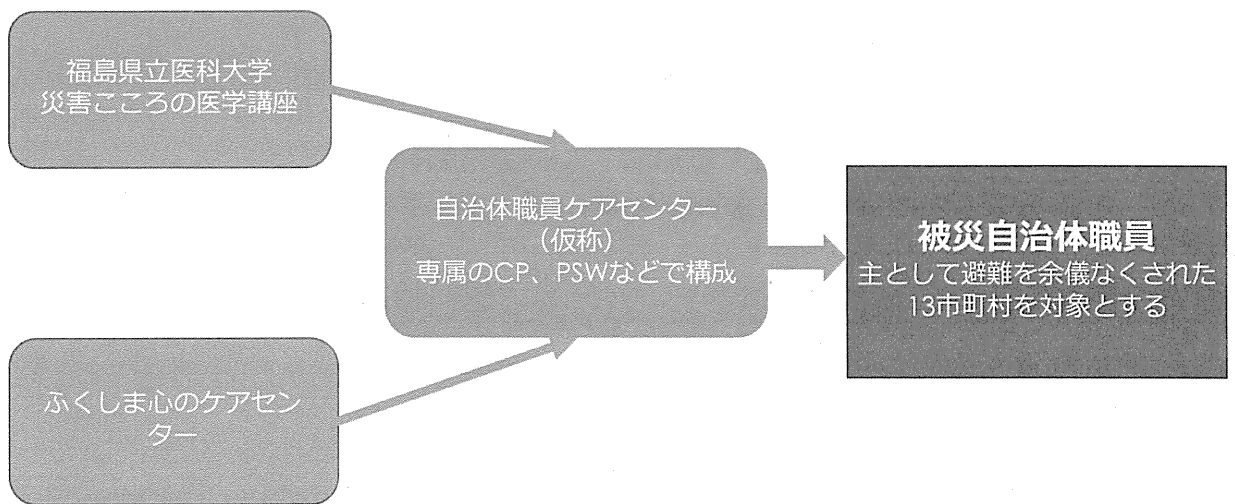 福島県立医科大学
災害こころの医学講座
自治体職員ケアセンター
(仮称)
専属のCP、PSWなどで構成
被災自治体職員
主として避難を余儀なくされた
13市町村を対象とする
ふくしま心のケアセン
ター